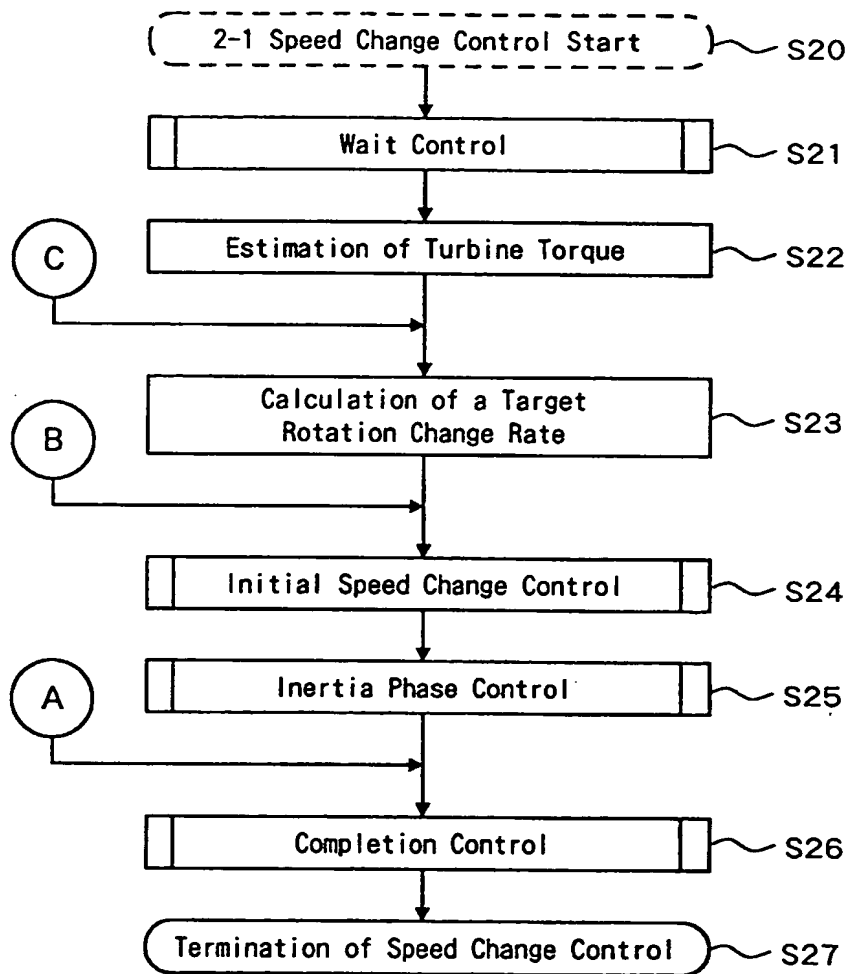 2-1 Speed Change Control Start
S20
Wait Control
S21
Estimation of Turbine Torque
S22
C
Calculation of a Target
Rotation Change Rate
S23
B
Initial Speed Change Control
S24
Inertia Phase Control
S25
A
Completion Control
S26
Termination of Speed Change Control
S27